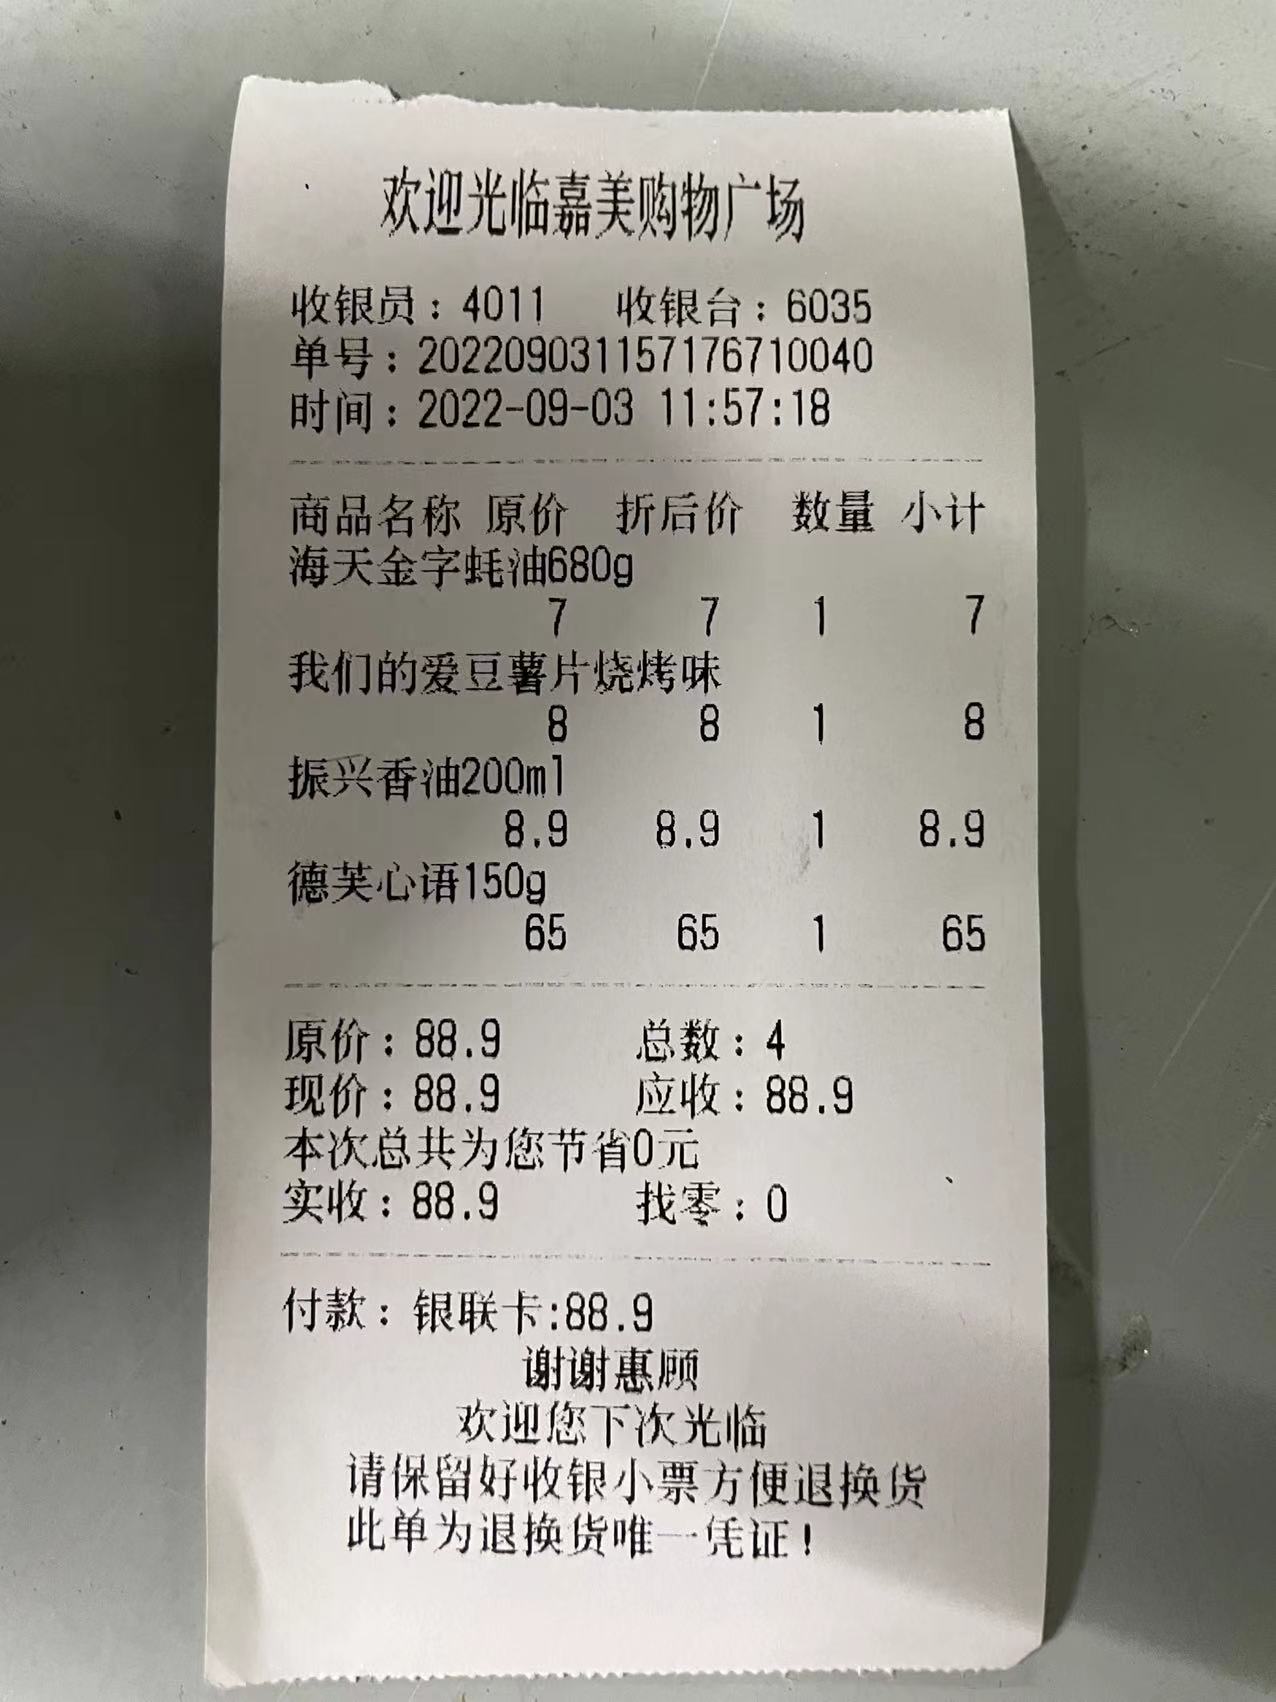 欢迎光临嘉美购物广场
收银员：4011 收银台：6035
单号：202209031157176710040
时间：2022-09-03 11:57:18
商品名称 原价 折后价 数量 小计
海天金字蚝油680g
7 7 1 7
我们的爱豆薯片烧烤味
8 8 1 8
振兴香油200ml
8.9 8.9 1 8.9
德芙心语150g
65 65 1 65
原价：88.9 总数：4
现价：88.9 应收：88.9
本次总共为您节省0元
实收：88.9 找零：0
付款：银联卡:88.9
谢谢惠顾
欢迎您下次光临
请保留好收银小票方便退换货
此单为退换货唯一凭证！